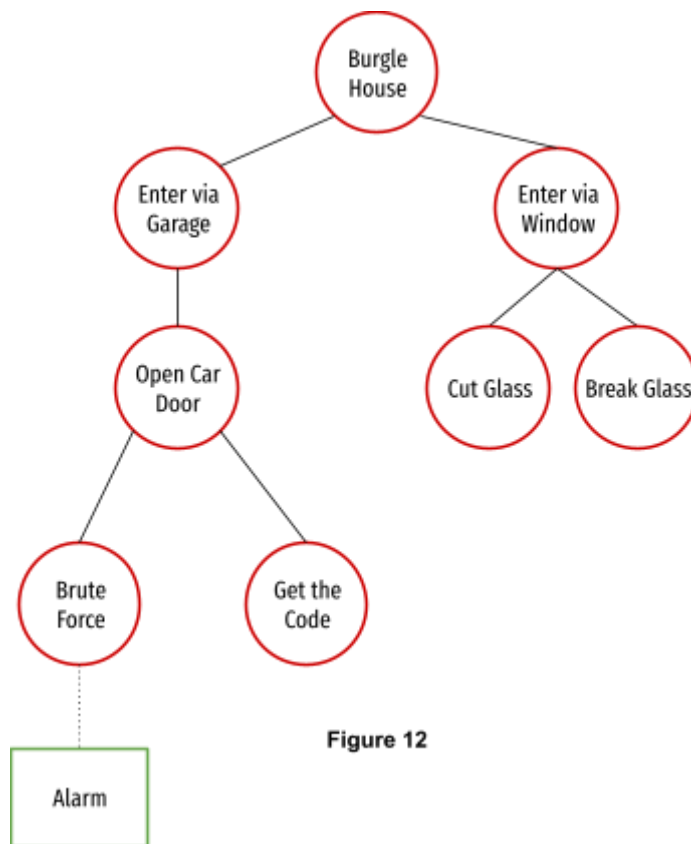 Burgle
House
Enter via
Garage
Enter via
Window
Open Car
Door
Cut Glass
Break Glass
Brute
Force
Get the
Code
Figure 12
Alarm